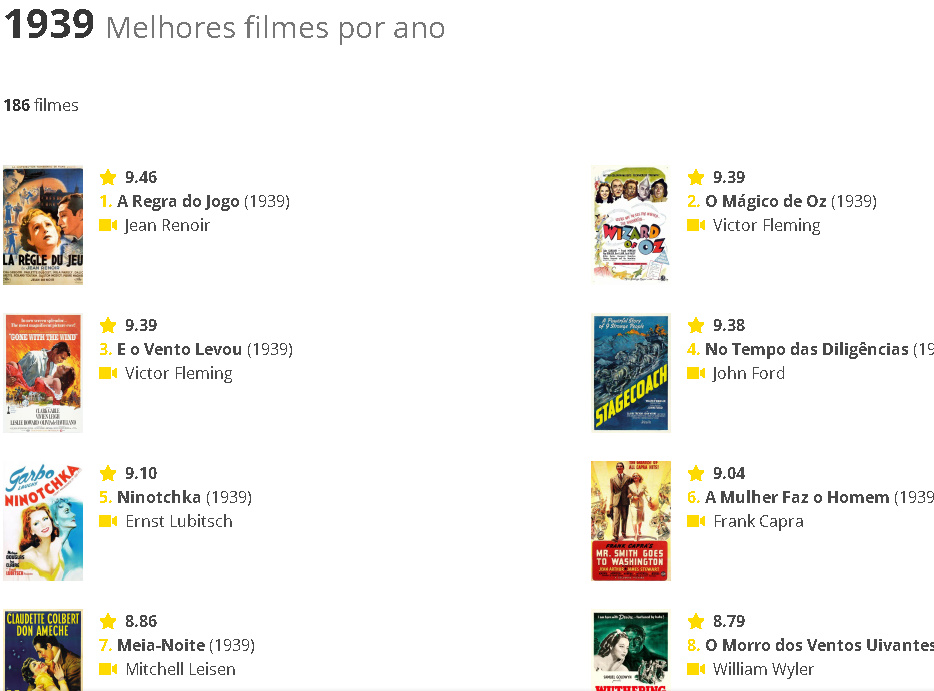 1939 Melhores filmes por ano
186 filmes
9.46
1. A Regra do Jogo (1939)
Jean Renoir
LA RÈGLE DU JEU
JEAN RENOIR
9.39
2. O Mágico de Oz (1939)
Victor Fleming
WIZARD
OF OZ
9.39
3. E o Vento Levou (1939)
Victor Fleming
"GONE WITH THE WIND"
CLARK GABLE
VIVIEN LEIGH
LESLIE HOWARD OLIVIA de HAVILLAND
9.38
4. No Tempo das Diligências (19
John Ford
A Powerful Story
of 9 Strange People
STAGECOACH
9.10
5. Ninotchka (1939)
Ernst Lubitsch
Garbo
LAUGHS
NINOTCHKA
9.04
6. A Mulher Faz o Homem (1939
Frank Capra
FRANK CAPRA'S
MR. SMITH GOES
TO WASHINGTON
JEAN ARTHUR JAMES STEWART
8.86
7. Meia-Noite (1939)
Mitchell Leisen
CLAUDETTE COLBERT
DON AMECHE
8.79
8. O Morro dos Ventos Uivantes
William Wyler
SAMUEL GOLDWYN
WUTHERING